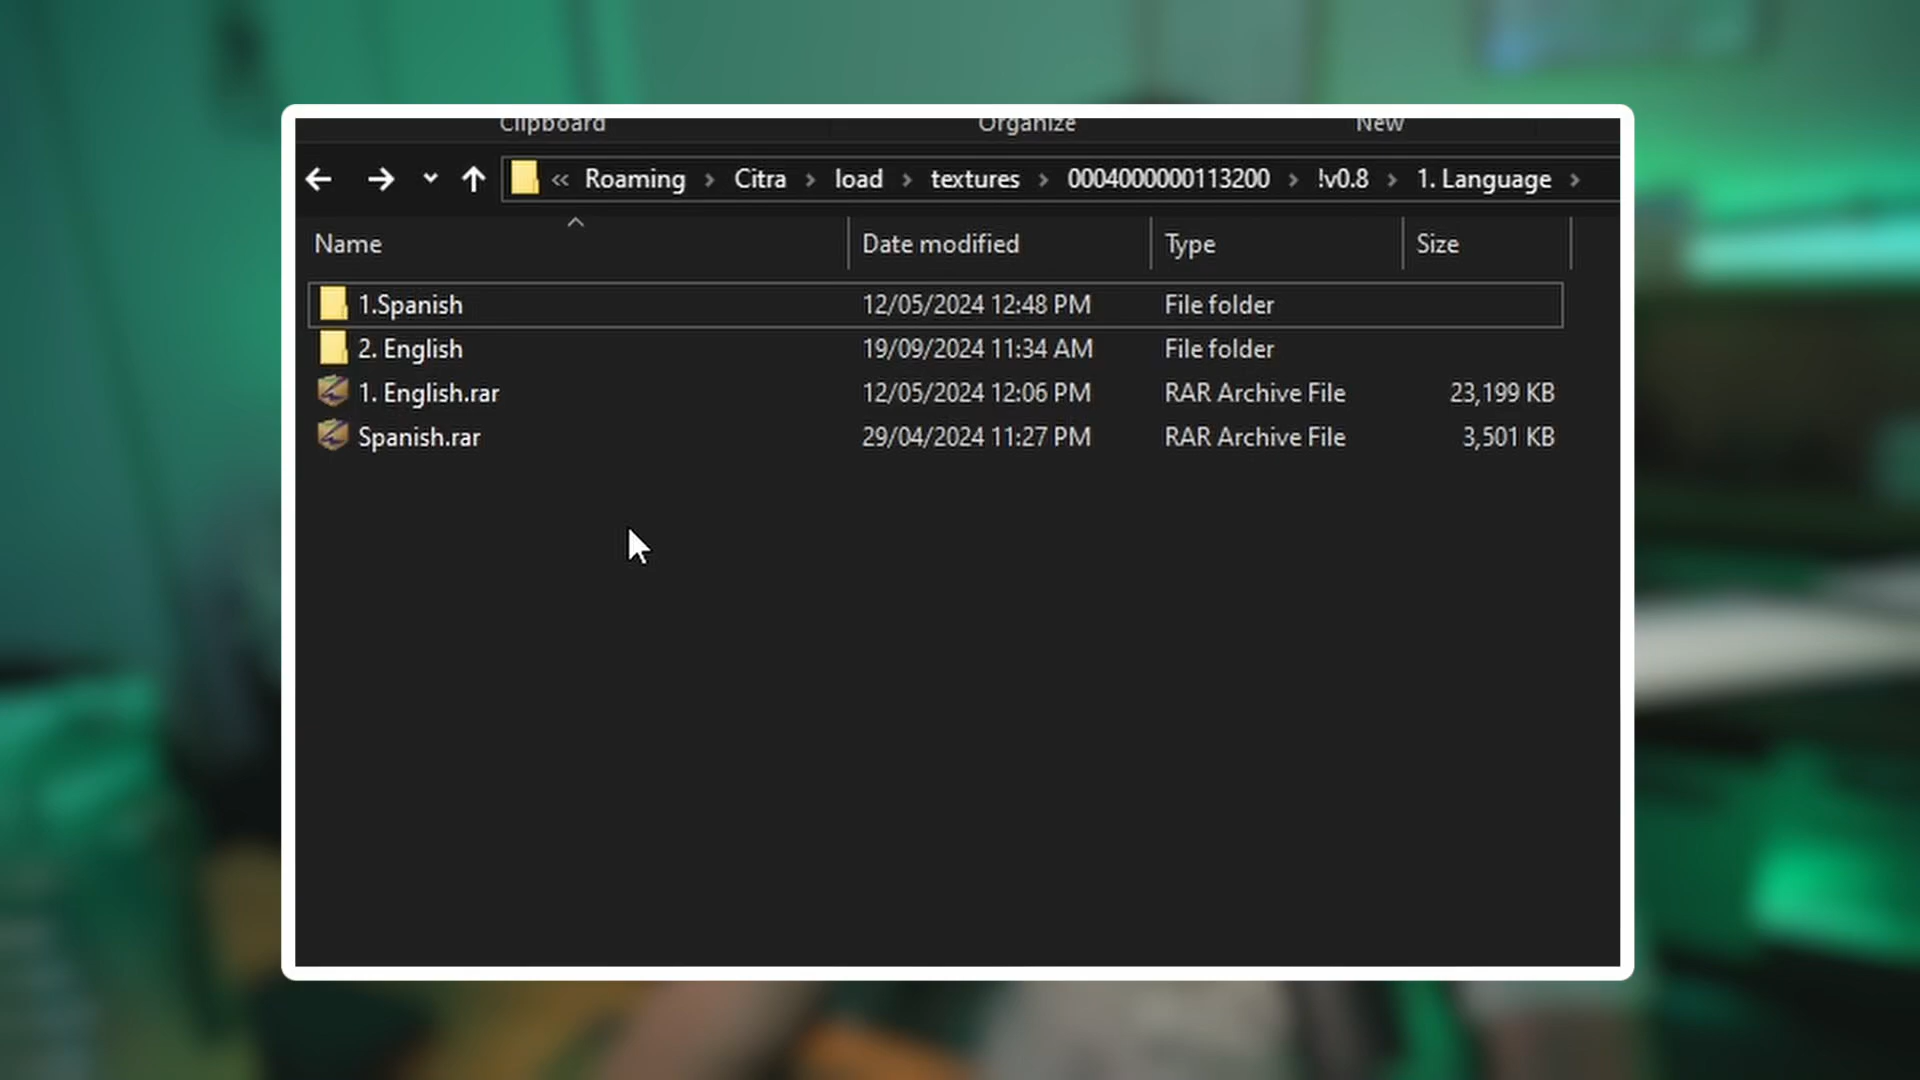 Clipboard Organize New
« Roaming > Citra > load > textures > 0004000000113200 > !v0.8 > 1. Language >
Name Date modified Type Size
1.Spanish 12/05/2024 12:48 PM File folder
2. English 19/09/2024 11:34 AM File folder
1. English.rar 12/05/2024 12:06 PM RAR Archive File 23,199 KB
Spanish.rar 29/04/2024 11:27 PM RAR Archive File 3,501 KB